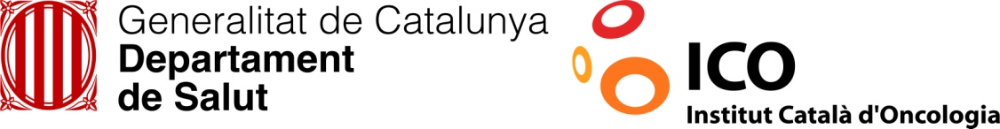 Generalitat de Catalunya
Departament
de Salut
ICO
Institut Català d'Oncologia